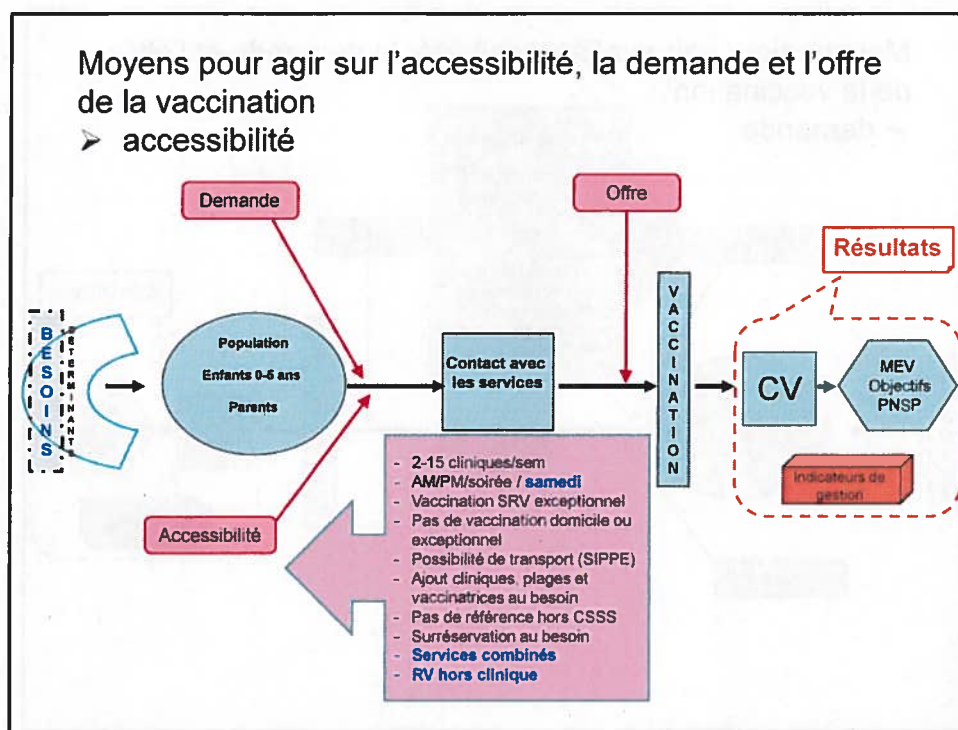 Moyens pour agir sur l'accessibilité, la demande et l'offre
de la vaccination
➢ accessibilité
Demande
Offre
Résultats
BESOINS
DETERMINANTS
Population
Enfants 0-5 ans
Parents
Contact avec
les services
VACCINATION
CV
MEV
Objectifs
PNSP
Indicateurs de
gestion
Accessibilité
- 2-15 cliniques/sem
- AM/PM/soirée / samedi
- Vaccination SRV exceptionnel
- Pas de vaccination domicile ou
exceptionnel
- Possibilité de transport (SIPPE)
- Ajout cliniques, plages et
vaccinatrices au besoin
- Pas de référence hors CSSS
- Surréservation au besoin
- Services combinés
- RV hors clinique